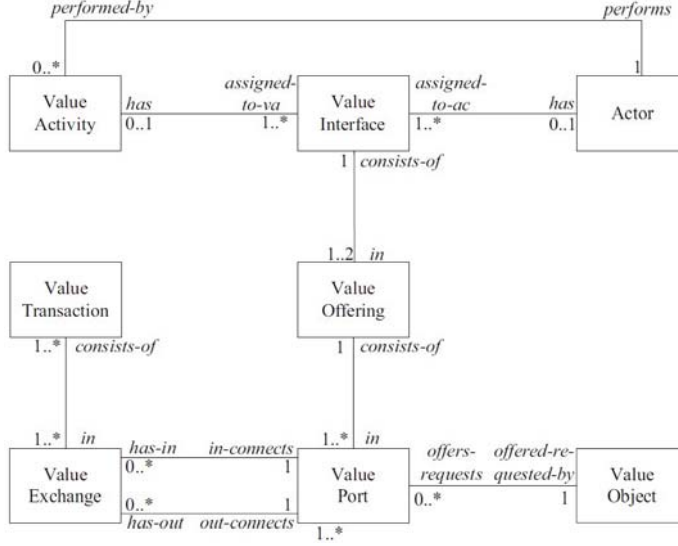 performed-by
performs
0..*
1
Value
Activity
has
0..1
assigned-
to-va
1..*
Value
Interface
assigned-
to-ac
1..*
has
0..1
Actor
1
consists-of
1..2
in
Value
Transaction
Value
Offering
1..*
consists-of
1
consists-of
1..*
in
1..*
in
Value
Exchange
has-in
in-connects
0..*
1
0..*
1
has-out
out-connects
Value
Port
1..*
offers-
requests
0..*
offered-re-
quested-by
1
Value
Object